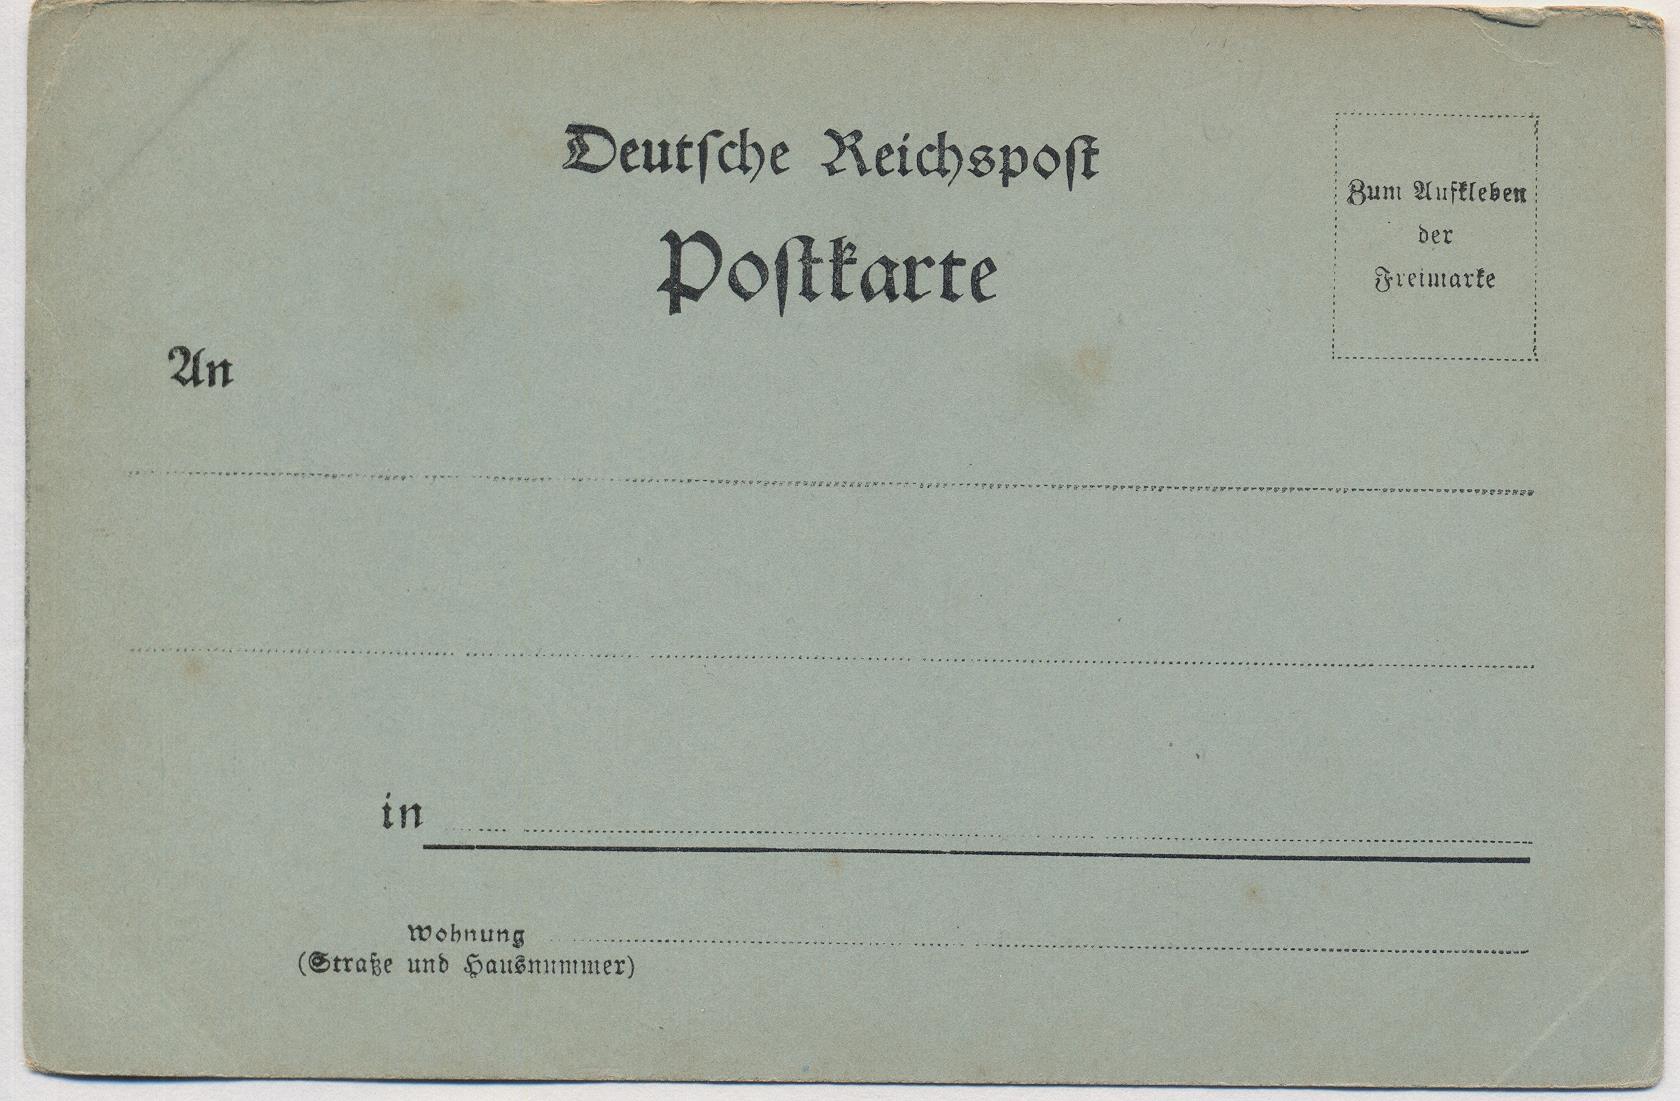 Deutſche Reichspoſt
Poſtkarte
Zum Aufkleben
der
Freimarke
An
in
Wohnung
(Straße und Hausnummer)